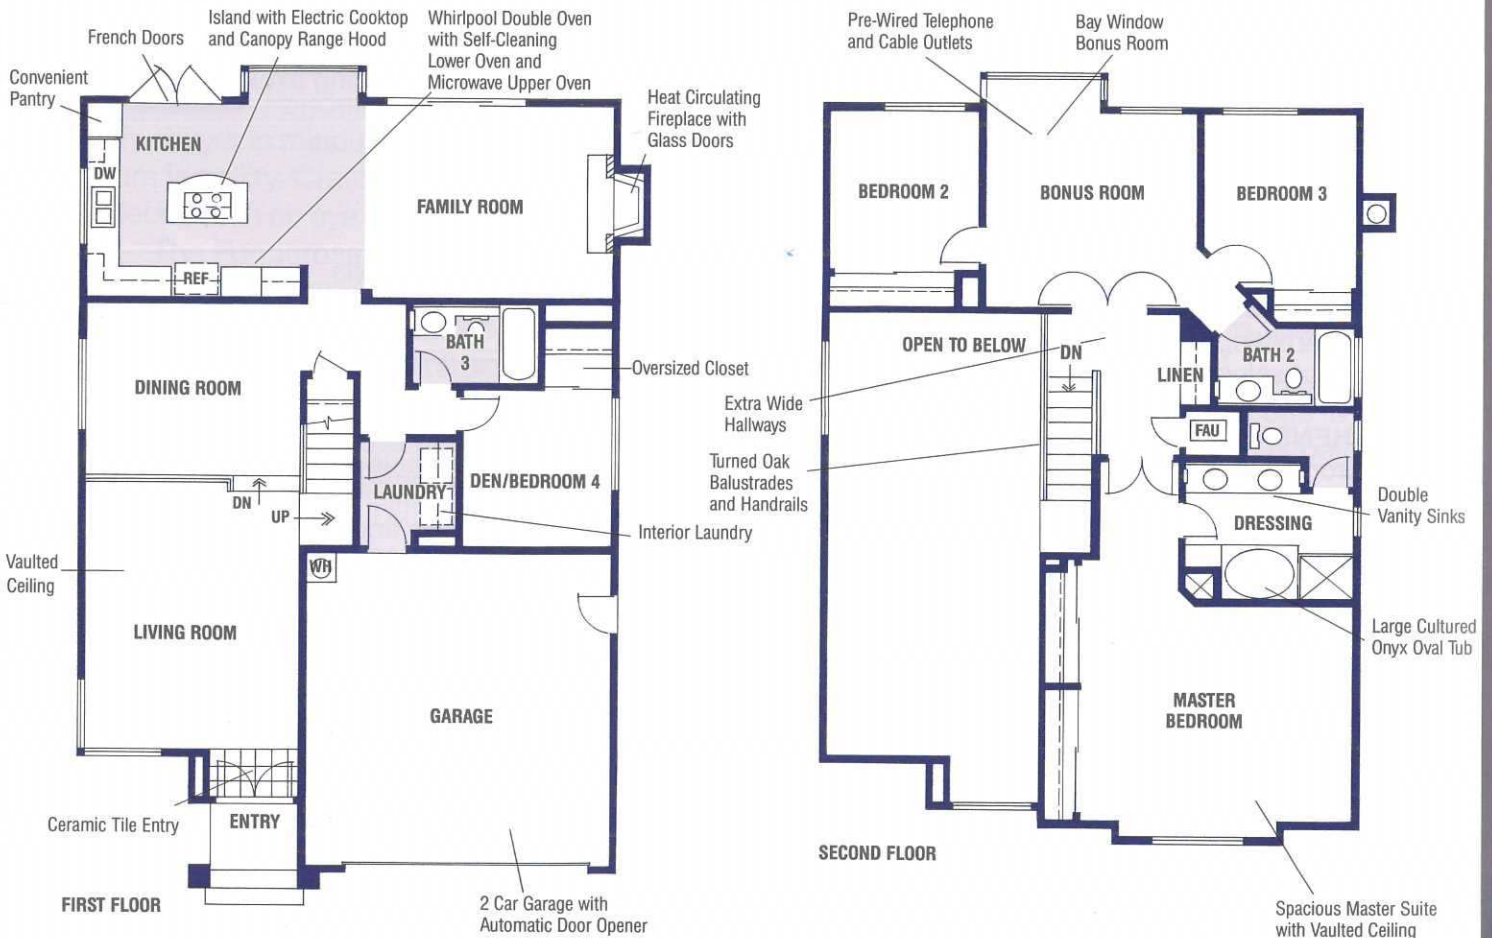 Island with Electric Cooktop
and Canopy Range Hood
French Doors
Convenient
Pantry
Whirlpool Double Oven
with Self-Cleaning
Lower Oven and
Microwave Upper Oven
Heat Circulating
Fireplace with
Glass Doors
KITCHEN
DW
REF
FAMILY ROOM
BATH
3
DINING ROOM
Oversized Closet
DN
UP
LAUNDRY
DEN/BEDROOM 4
Interior Laundry
Vaulted
Ceiling
WH
LIVING ROOM
GARAGE
Ceramic Tile Entry
ENTRY
FIRST FLOOR
2 Car Garage with
Automatic Door Opener
Pre-Wired Telephone
and Cable Outlets
Bay Window
Bonus Room
BEDROOM 2
BONUS ROOM
BEDROOM 3
OPEN TO BELOW
DN
LINEN
BATH 2
Extra Wide
Hallways
FAU
Turned Oak
Balustrades
and Handrails
DRESSING
Double
Vanity Sinks
Large Cultured
Onyx Oval Tub
MASTER
BEDROOM
SECOND FLOOR
Spacious Master Suite
with Vaulted Ceiling